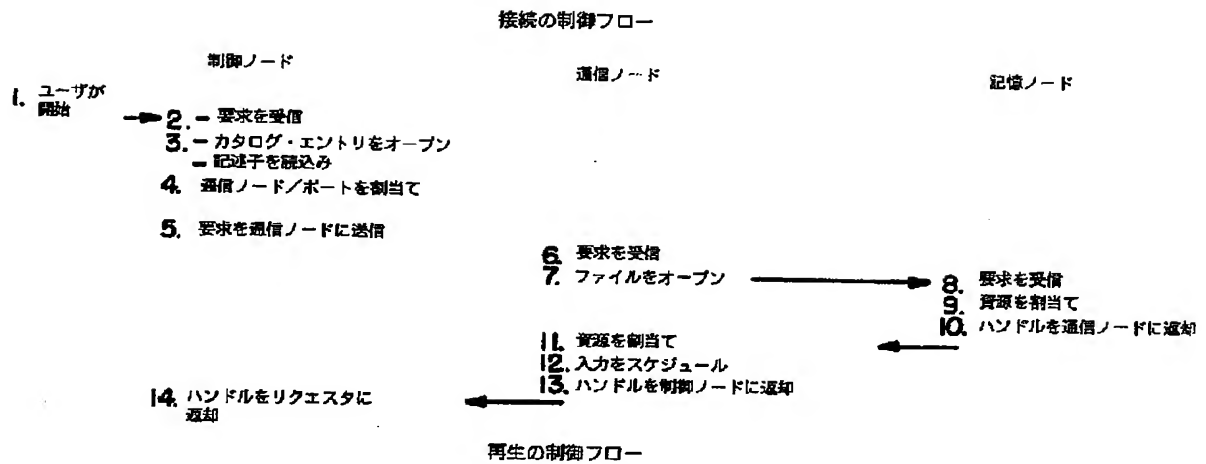 接続の制御フロー
制御ノード
通信ノード
記憶ノード
1. ユーザが
開始
2. − 要求を受信
3. − カタログ・エントリをオープン
− 記述子を読込み
4. 通信ノード/ポートを割当て
5. 要求を通信ノードに送信
6. 要求を受信
7. ファイルをオープン
8. 要求を受信
9. 資源を割当て
10. ハンドルを通信ノードに返却
11. 資源を割当て
12. 入力をスケジュール
13. ハンドルを制御ノードに返却
14. ハンドルをリクエスタに
返却
再生の制御フロー